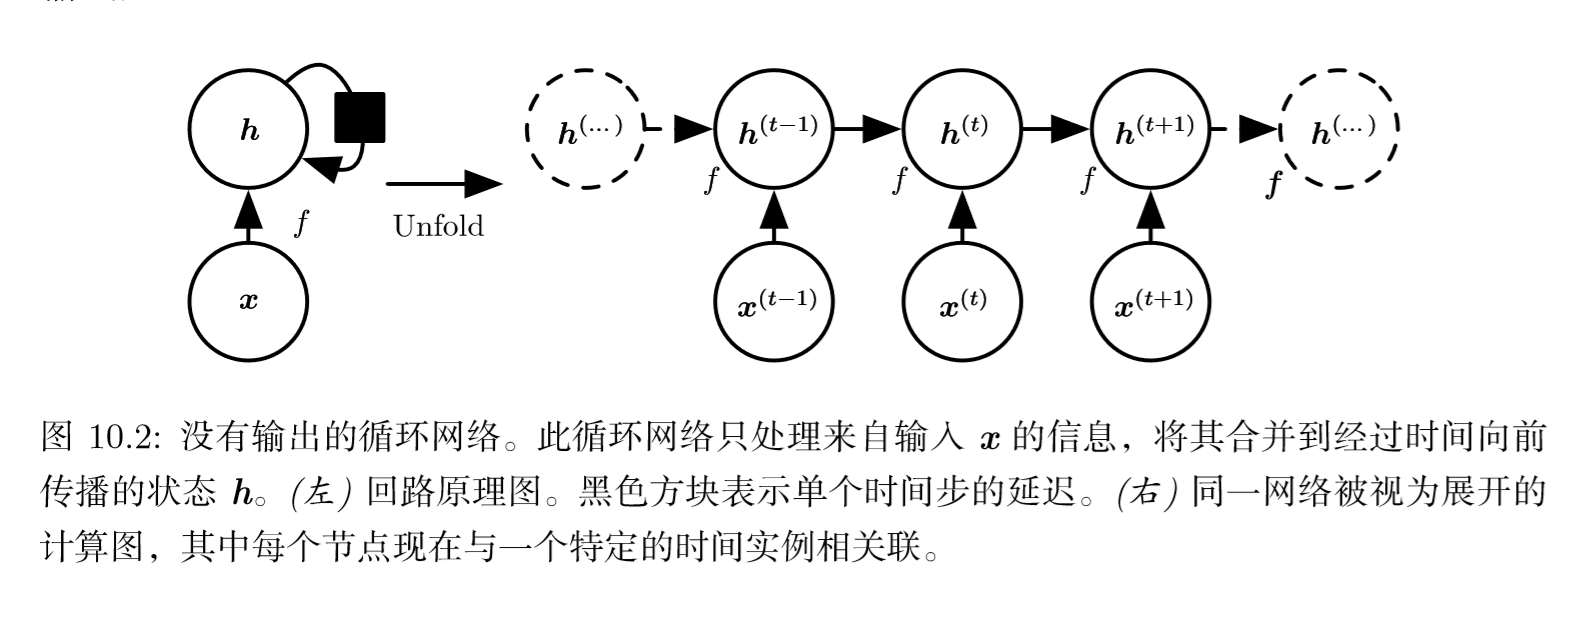 h h^(...) h^(t−1) h^(t) h^(t+1) h^(...)
f f f f
f Unfold
x x^(t−1) x^(t) x^(t+1)
图 10.2: 没有输出的循环网络。此循环网络只处理来自输入 x 的信息，将其合并到经过时间向前
传播的状态 h。(左) 回路原理图。黑色方块表示单个时间步的延迟。(右) 同一网络被视为展开的
计算图，其中每个节点现在与一个特定的时间实例相关联。